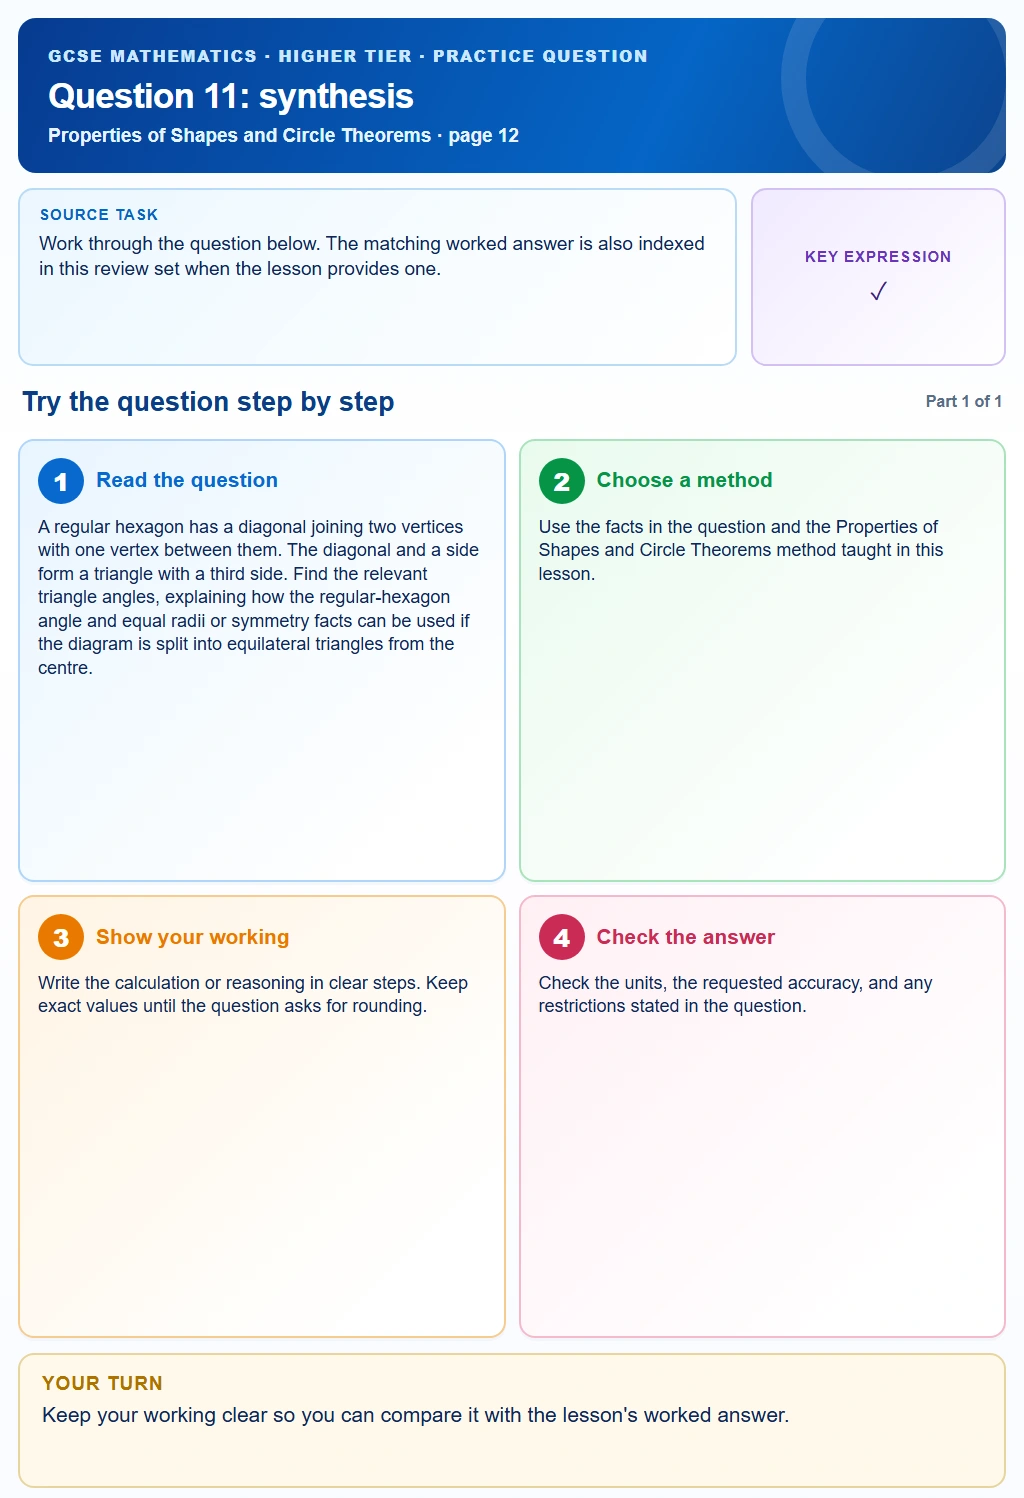 GCSE MATHEMATICS · HIGHER TIER · PRACTICE QUESTION
Question 11: synthesis
Properties of Shapes and Circle Theorems · page 12
SOURCE TASK
Work through the question below. The matching worked answer is also indexed
in this review set when the lesson provides one.
KEY EXPRESSION
✓
Try the question step by step
Part 1 of 1
1 Read the question
A regular hexagon has a diagonal joining two vertices
with one vertex between them. The diagonal and a side
form a triangle with a third side. Find the relevant
triangle angles, explaining how the regular-hexagon
angle and equal radii or symmetry facts can be used if
the diagram is split into equilateral triangles from the
centre.
2 Choose a method
Use the facts in the question and the Properties of
Shapes and Circle Theorems method taught in this
lesson.
3 Show your working
Write the calculation or reasoning in clear steps. Keep
exact values until the question asks for rounding.
4 Check the answer
Check the units, the requested accuracy, and any
restrictions stated in the question.
YOUR TURN
Keep your working clear so you can compare it with the lesson's worked answer.